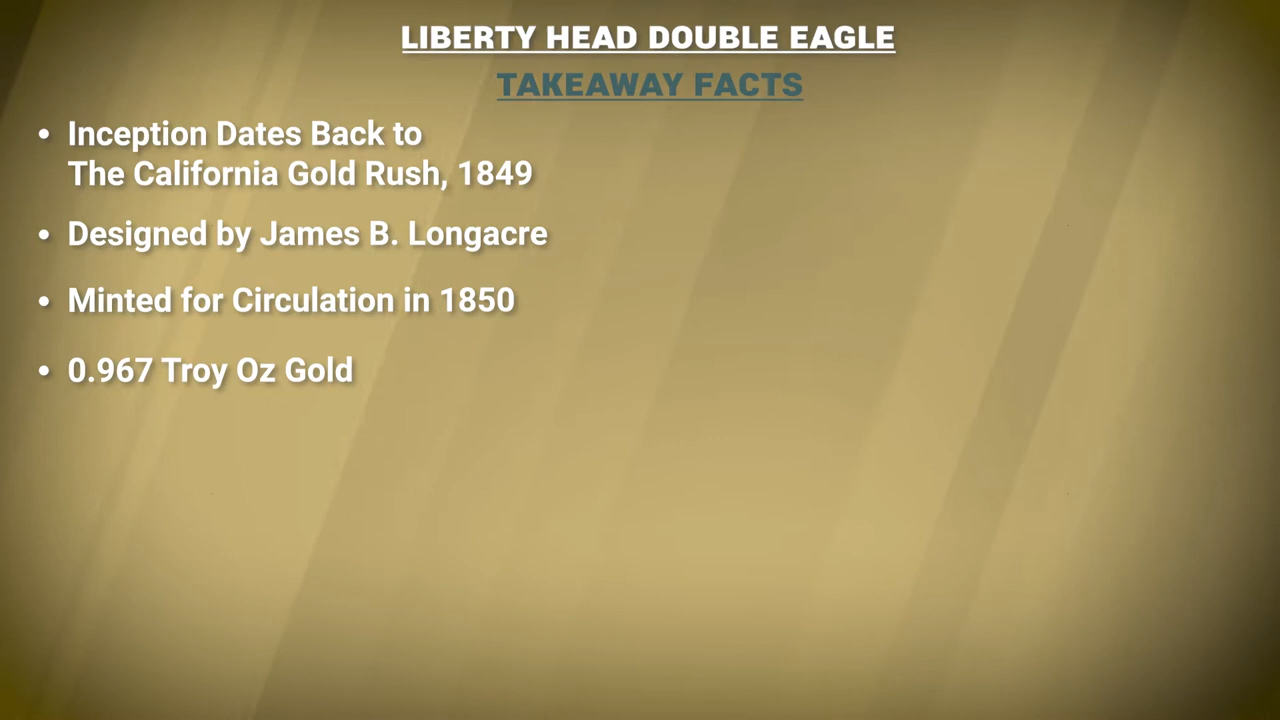 LIBERTY HEAD DOUBLE EAGLE
TAKEAWAY FACTS
• Inception Dates Back to
The California Gold Rush, 1849
• Designed by James B. Longacre
• Minted for Circulation in 1850
• 0.967 Troy Oz Gold